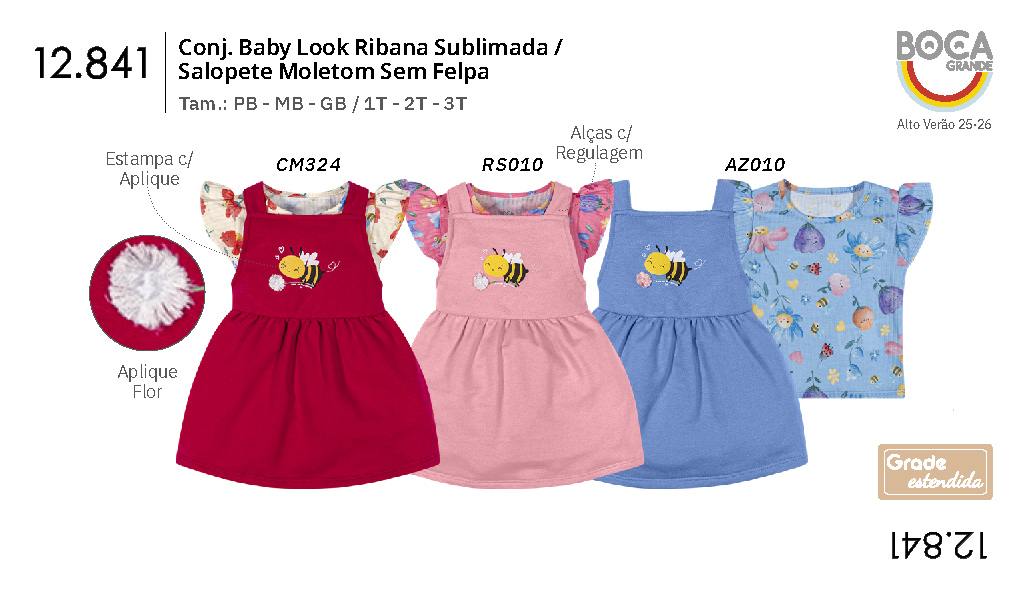 12.841
Conj. Baby Look Ribana Sublimada /
Salopete Moletom Sem Felpa
Tam.: PB - MB - GB / 1T - 2T - 3T
BOCA
GRANDE
Alto Verão 25-26
Estampa c/
Aplique
CM324
RS010
Alças c/
Regulagem
AZ010
Aplique
Flor
Grade
estendida
12.841